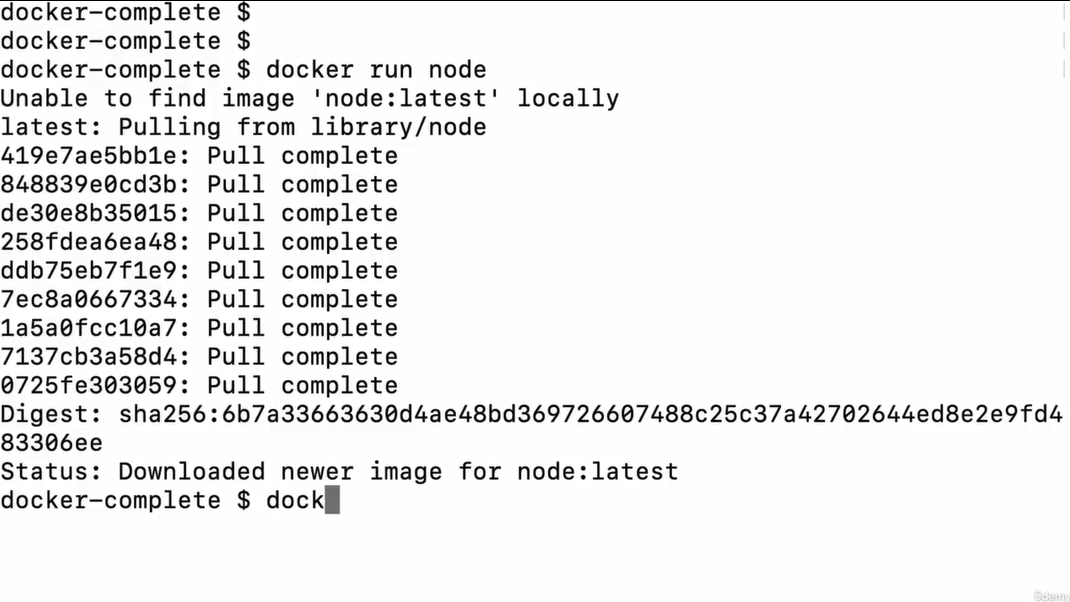 docker-complete $
docker-complete $
docker-complete $ docker run node
Unable to find image 'node:latest' locally
latest: Pulling from library/node
419e7ae5bb1e: Pull complete
848839e0cd3b: Pull complete
de30e8b35015: Pull complete
258fdea6ea48: Pull complete
ddb75eb7f1e9: Pull complete
7ec8a0667334: Pull complete
1a5a0fcc10a7: Pull complete
7137cb3a58d4: Pull complete
0725fe303059: Pull complete
Digest: sha256:6b7a33663630d4ae48bd369726607488c25c37a42702644ed8e2e9fd4
83306ee
Status: Downloaded newer image for node:latest
docker-complete $ dock